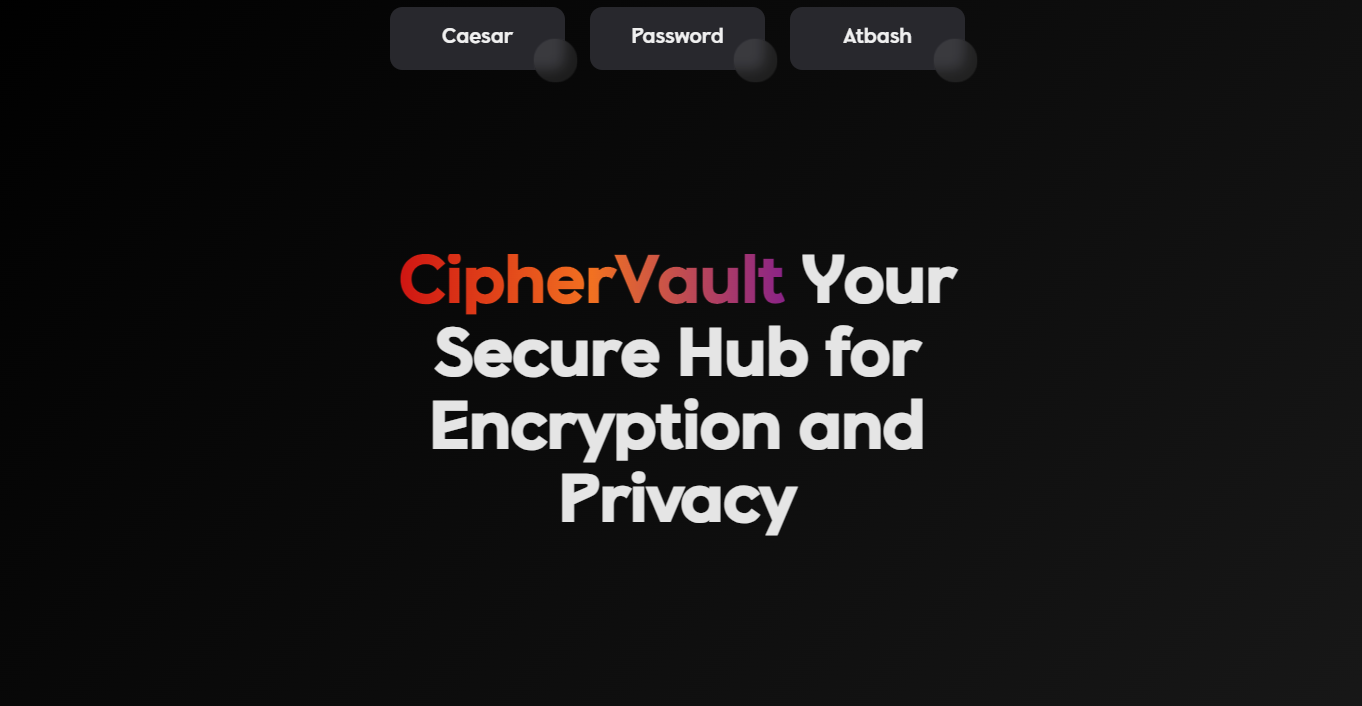 Caesar Password Atbash
CipherVault Your
Secure Hub for
Encryption and
Privacy